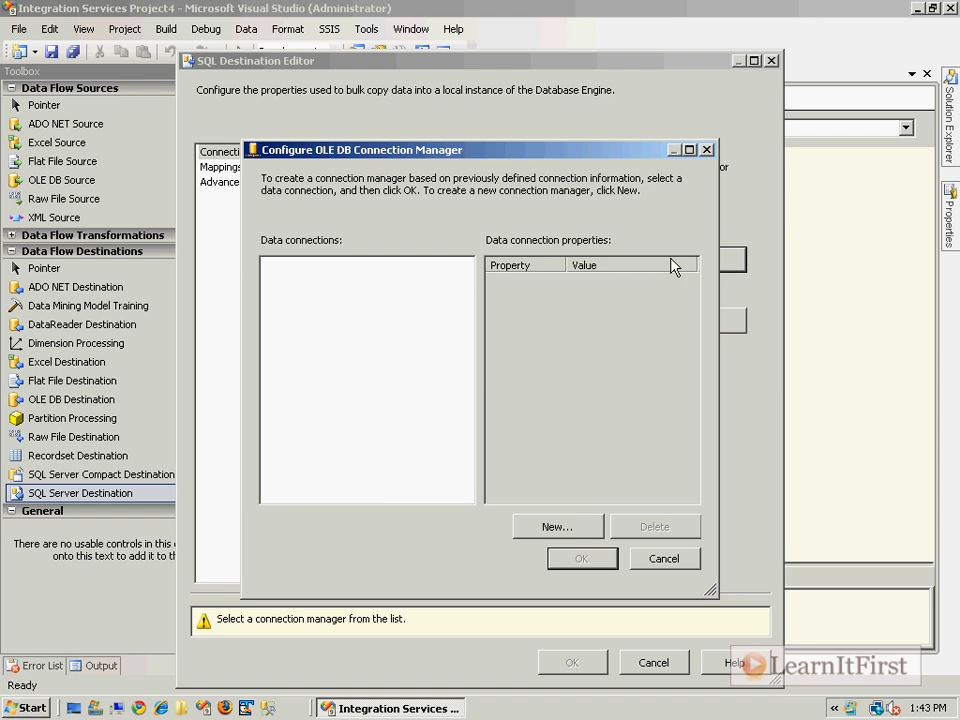 Integration Services Project4 - Microsoft Visual Studio (Administrator)
File Edit View Project Build Debug Data Format SSIS Tools Window Help
Toolbox
Data Flow Sources
Pointer
ADO NET Source
Excel Source
Flat File Source
OLE DB Source
Raw File Source
XML Source
Data Flow Transformations
Data Flow Destinations
Pointer
ADO NET Destination
Data Mining Model Training
DataReader Destination
Dimension Processing
Excel Destination
Flat File Destination
OLE DB Destination
Partition Processing
Raw File Destination
Recordset Destination
SQL Server Compact Destination
SQL Server Destination
General
There are no usable controls in this
onto this text to add it to th
Error List Output
Ready
SQL Destination Editor
Configure the properties used to bulk copy data into a local instance of the Database Engine.
Connecti
Mappings
Advance
or
Configure OLE DB Connection Manager
To create a connection manager based on previously defined connection information, select a
data connection, and then click OK. To create a new connection manager, click New.
Data connections:
Data connection properties:
Property Value
New... Delete
OK Cancel
Select a connection manager from the list.
OK Cancel Help
Solution Explorer
Properties
LearnItFirst
Start
Integration Services ...
1:43 PM